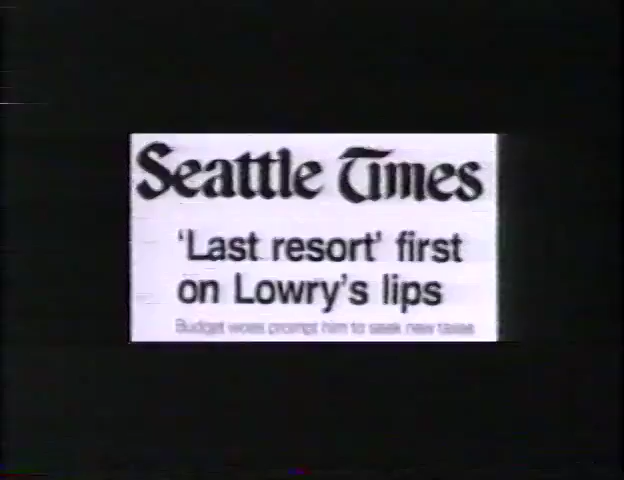 Seattle Times
'Last resort' first
on Lowry's lips
Budget woes prompt him to seek new taxes